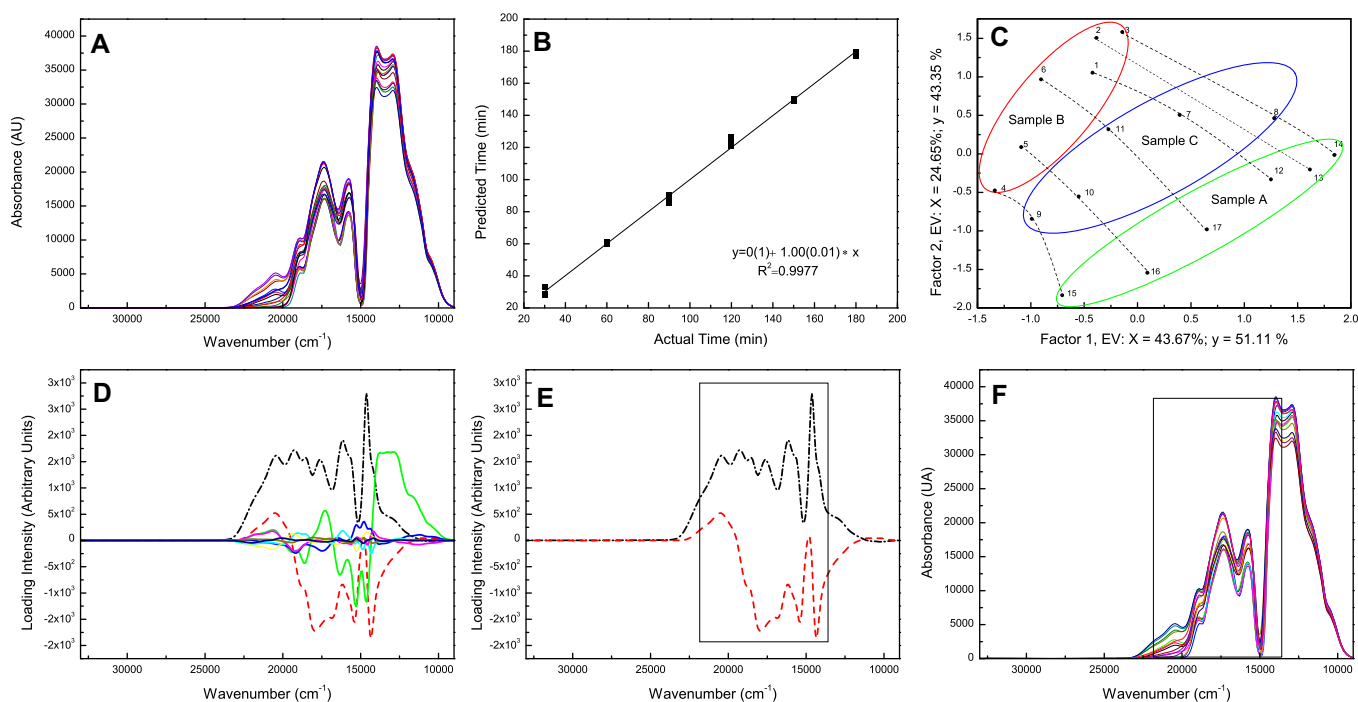 A
Absorbance (AU)
40000
35000
30000
25000
20000
15000
10000
5000
0
30000 25000 20000 15000 10000
Wavenumber (cm⁻¹)
B
Predicted Time (min)
200
180
160
140
120
100
80
60
40
20
y=0(1)+ 1.00(0.01)* x
R²=0.9977
20 40 60 80 100 120 140 160 180 200
Actual Time (min)
C
Factor 2, EV: X = 24.65%; y = 43.35 %
1.5
1.0
0.5
0.0
-0.5
-1.0
-1.5
-2.0
2 3
6 1
7 8
Sample B 11 Sample C
5 14
12 13
4 10 Sample A
9 17
16
15
-1.5 -1.0 -0.5 0.0 0.5 1.0 1.5 2.0
Factor 1, EV: X = 43.67%; y = 51.11 %
D
Loading Intensity (Arbitrary Units)
3x10³
3x10³
2x10³
2x10³
1x10³
5x10²
0
-5x10²
-1x10³
-2x10³
-2x10³
30000 25000 20000 15000 10000
Wavenumber (cm⁻¹)
E
Loading Intensity (Arbitrary Units)
3x10³
3x10³
2x10³
2x10³
1x10³
5x10²
0
-5x10²
-1x10³
-2x10³
-2x10³
30000 25000 20000 15000 10000
Wavenumber (cm⁻¹)
F
Absorbance (UA)
40000
35000
30000
25000
20000
15000
10000
5000
0
30000 25000 20000 15000 10000
Wavenumber (cm⁻¹)